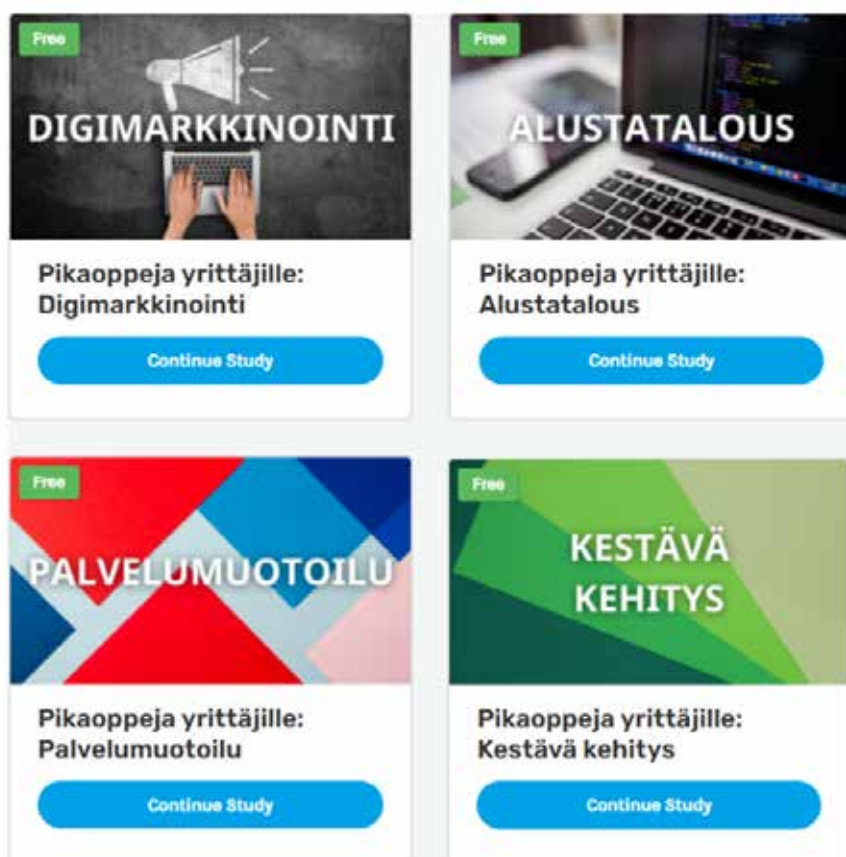 Free
DIGIMARKKINOINTI
Pikaoppeja yrittäjille:
Digimarkkinointi
Continue Study
Free
ALUSTATALOUS
Pikaoppeja yrittäjille:
Alustatalous
Continue Study
Free
PALVELUMUOTOILU
Pikaoppeja yrittäjille:
Palvelumuotoilu
Continue Study
Free
KESTÄVÄ
KEHITYS
Pikaoppeja yrittäjille:
Kestävä kehitys
Continue Study